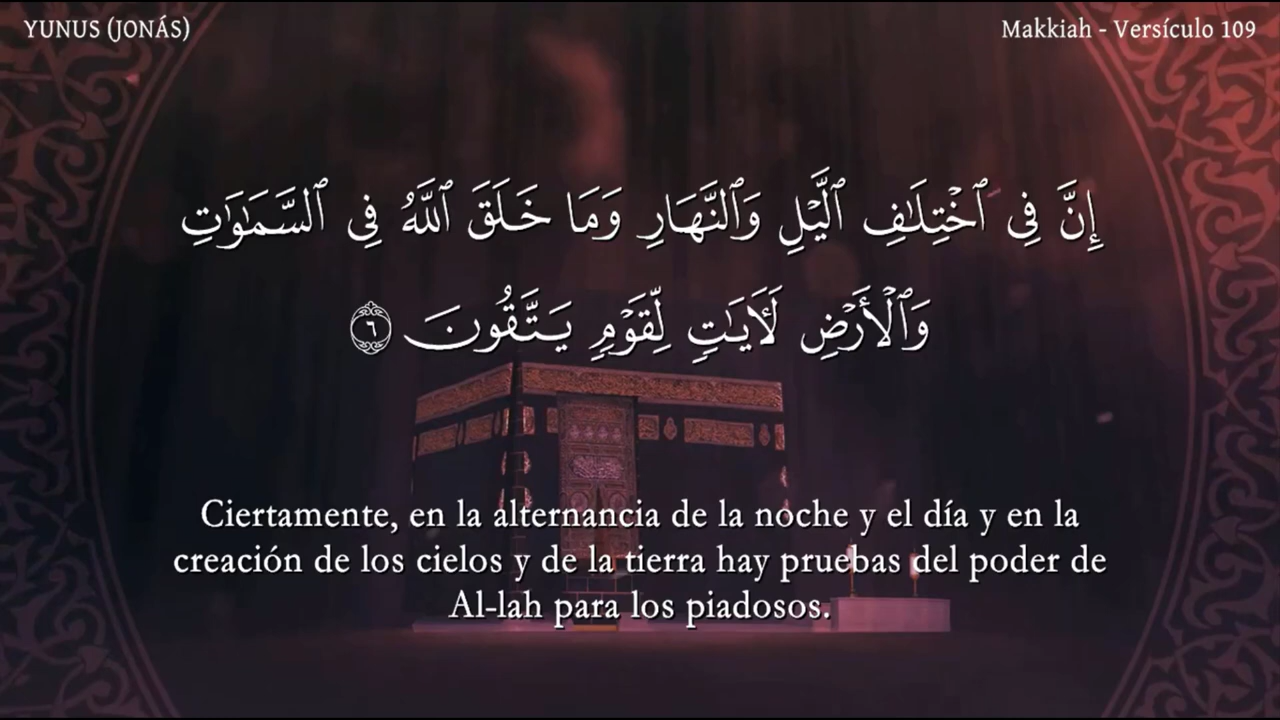 YUNUS (JONÁS)
Makkiah - Versículo 109
إِنَّ فِى ٱخْتِلَٰفِ ٱلَّيْلِ وَٱلنَّهَارِ وَمَا خَلَقَ ٱللَّهُ فِى ٱلسَّمَٰوَٰتِ
وَٱلْأَرْضِ لَءَايَٰتٍ لِّقَوْمٍ يَتَّقُونَ ٦
Ciertamente, en la alternancia de la noche y el día y en la
creación de los cielos y de la tierra hay pruebas del poder de
Al-lah para los piadosos.